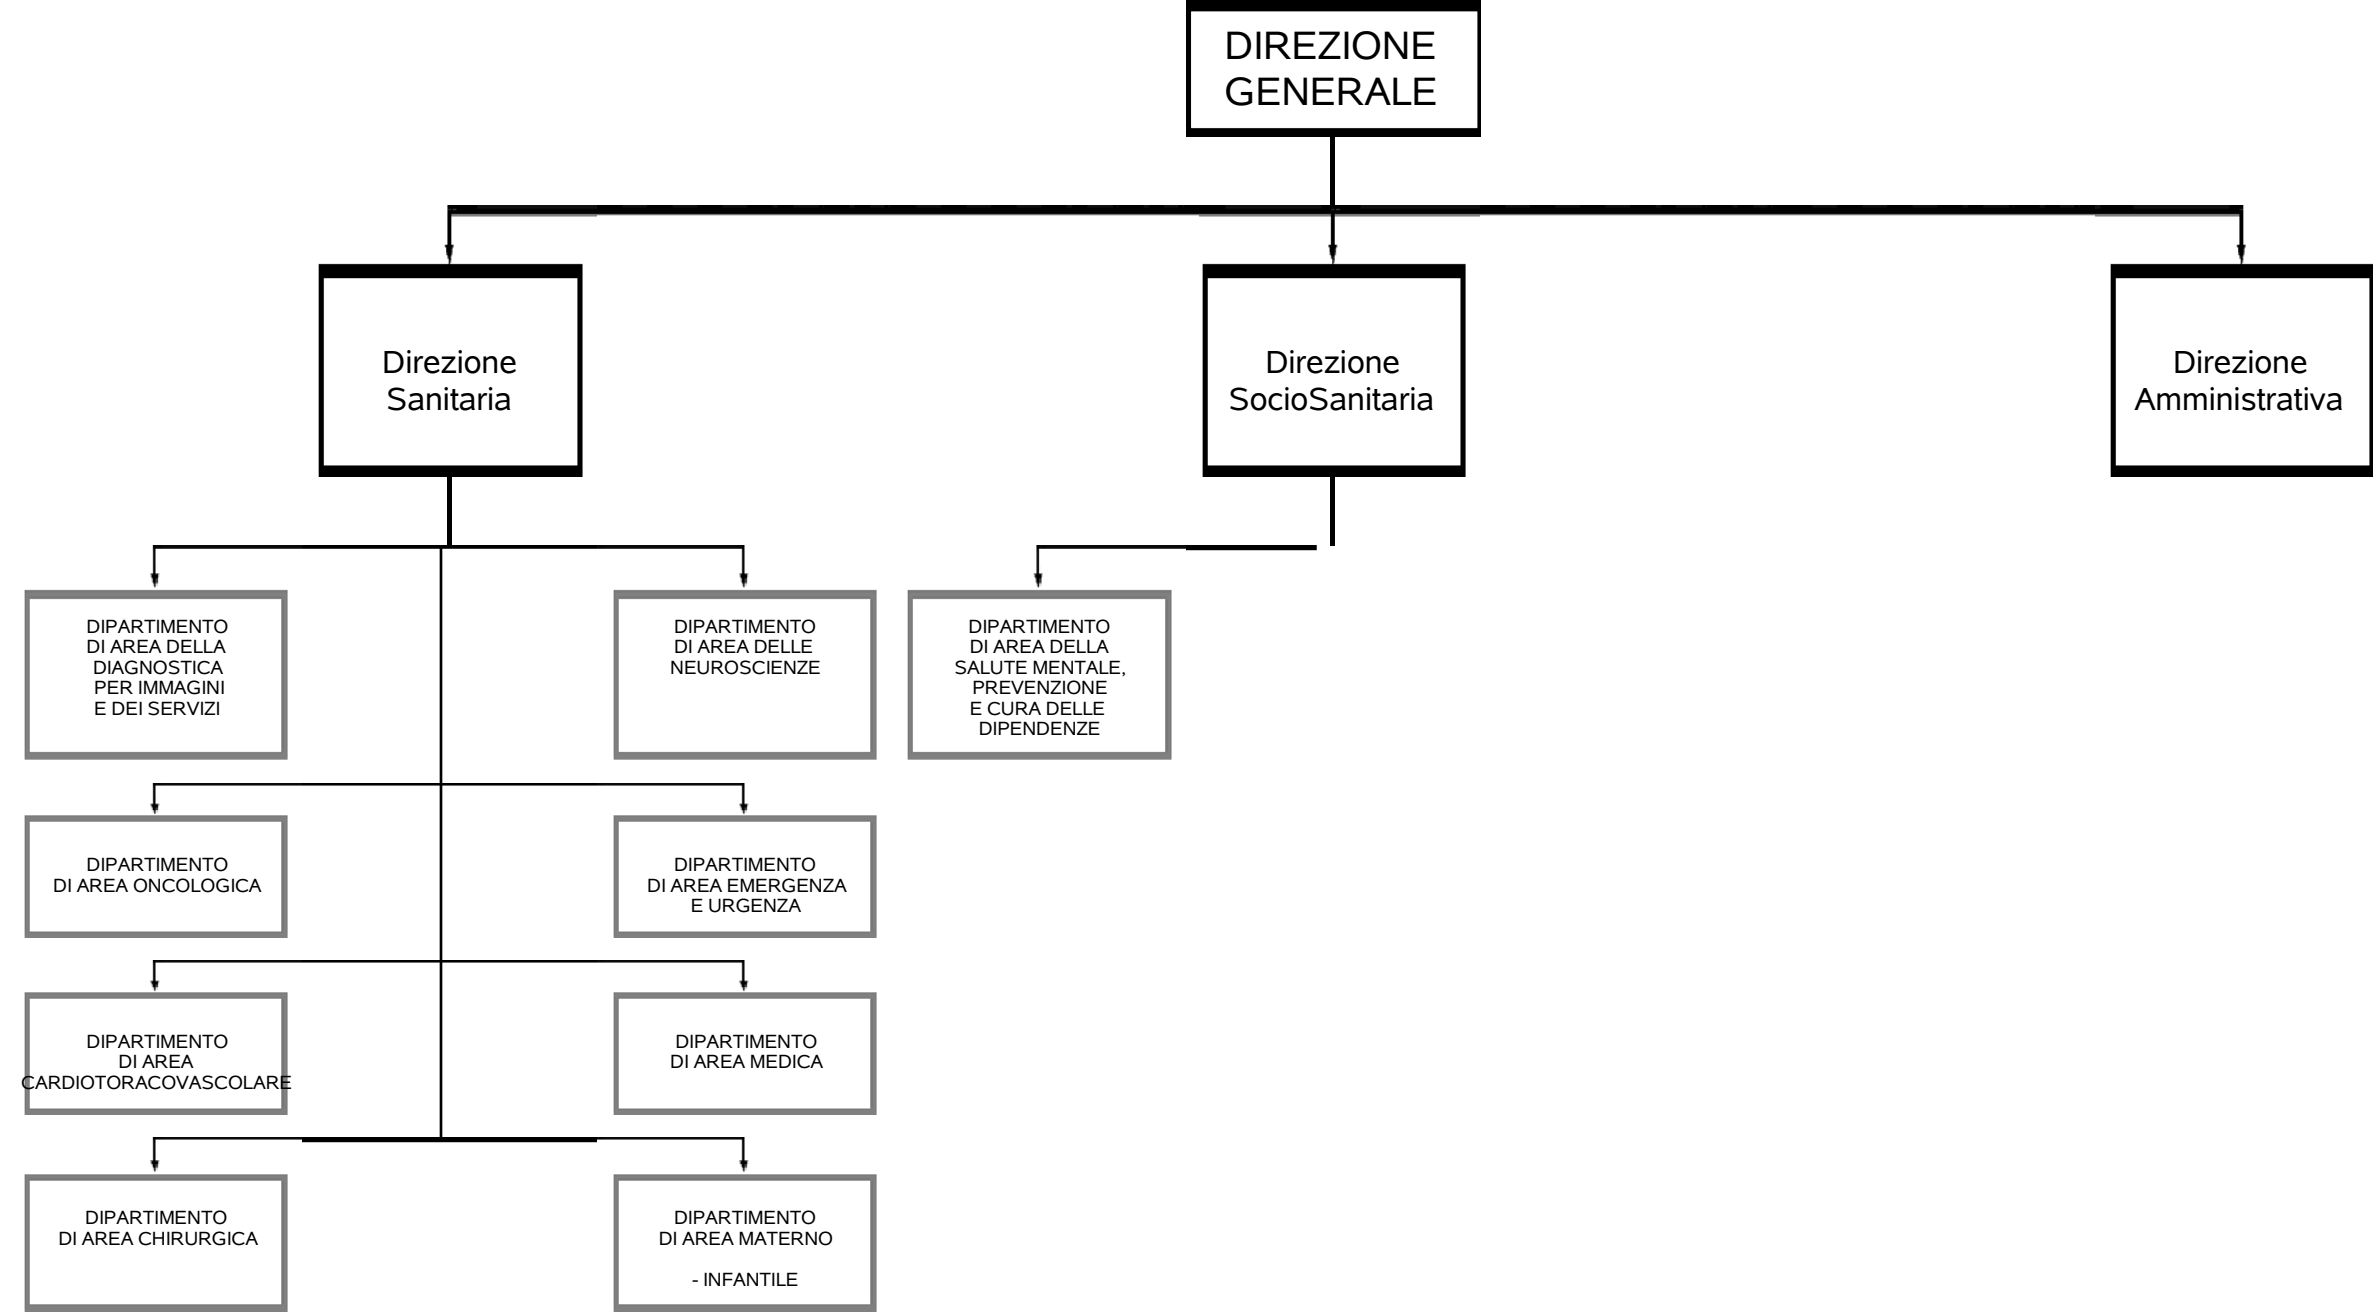 DIREZIONE
GENERALE
Direzione
Sanitaria
Direzione
SocioSanitaria
Direzione
Amministrativa
DIPARTIMENTO
DI AREA DELLA
DIAGNOSTICA
PER IMMAGINI
E DEI SERVIZI
DIPARTIMENTO
DI AREA DELLE
NEUROSCIENZE
DIPARTIMENTO
DI AREA DELLA
SALUTE MENTALE,
PREVENZIONE
E CURA DELLE
DIPENDENZE
DIPARTIMENTO
DI AREA ONCOLOGICA
DIPARTIMENTO
DI AREA EMERGENZA
E URGENZA
DIPARTIMENTO
DI AREA
CARDIOTORACOVASCOLARE
DIPARTIMENTO
DI AREA MEDICA
DIPARTIMENTO
DI AREA CHIRURGICA
DIPARTIMENTO
DI AREA MATERNO
- INFANTILE